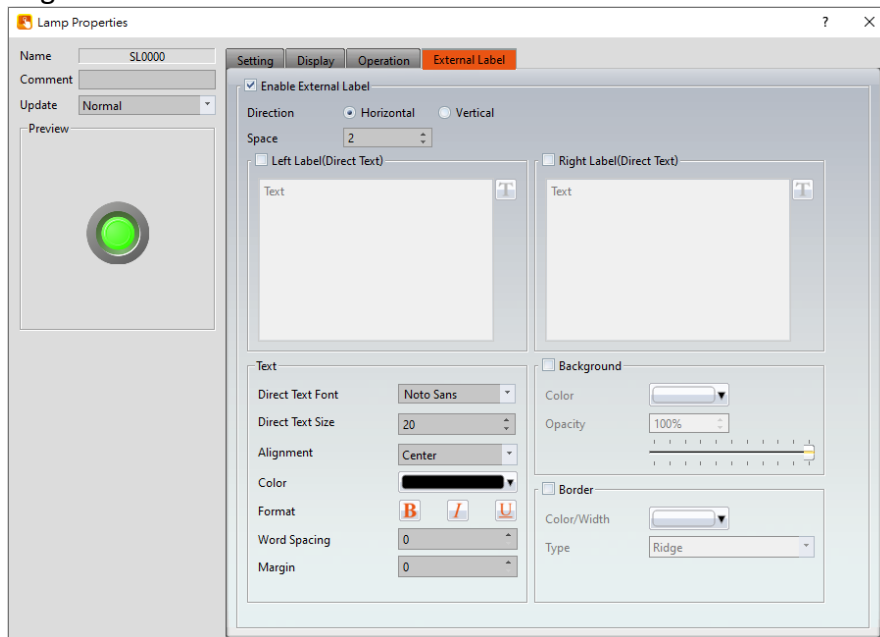 Lamp Properties ? ×
Name SL0000
Comment
Update Normal
Preview
Setting Display Operation External Label
Enable External Label
Direction Horizontal Vertical
Space 2
Left Label(Direct Text)
Text T
Right Label(Direct Text)
Text T
Text
Direct Text Font Noto Sans
Direct Text Size 20
Alignment Center
Color
Format B I U
Word Spacing 0
Margin 0
Background
Color
Opacity 100%
Border
Color/Width
Type Ridge